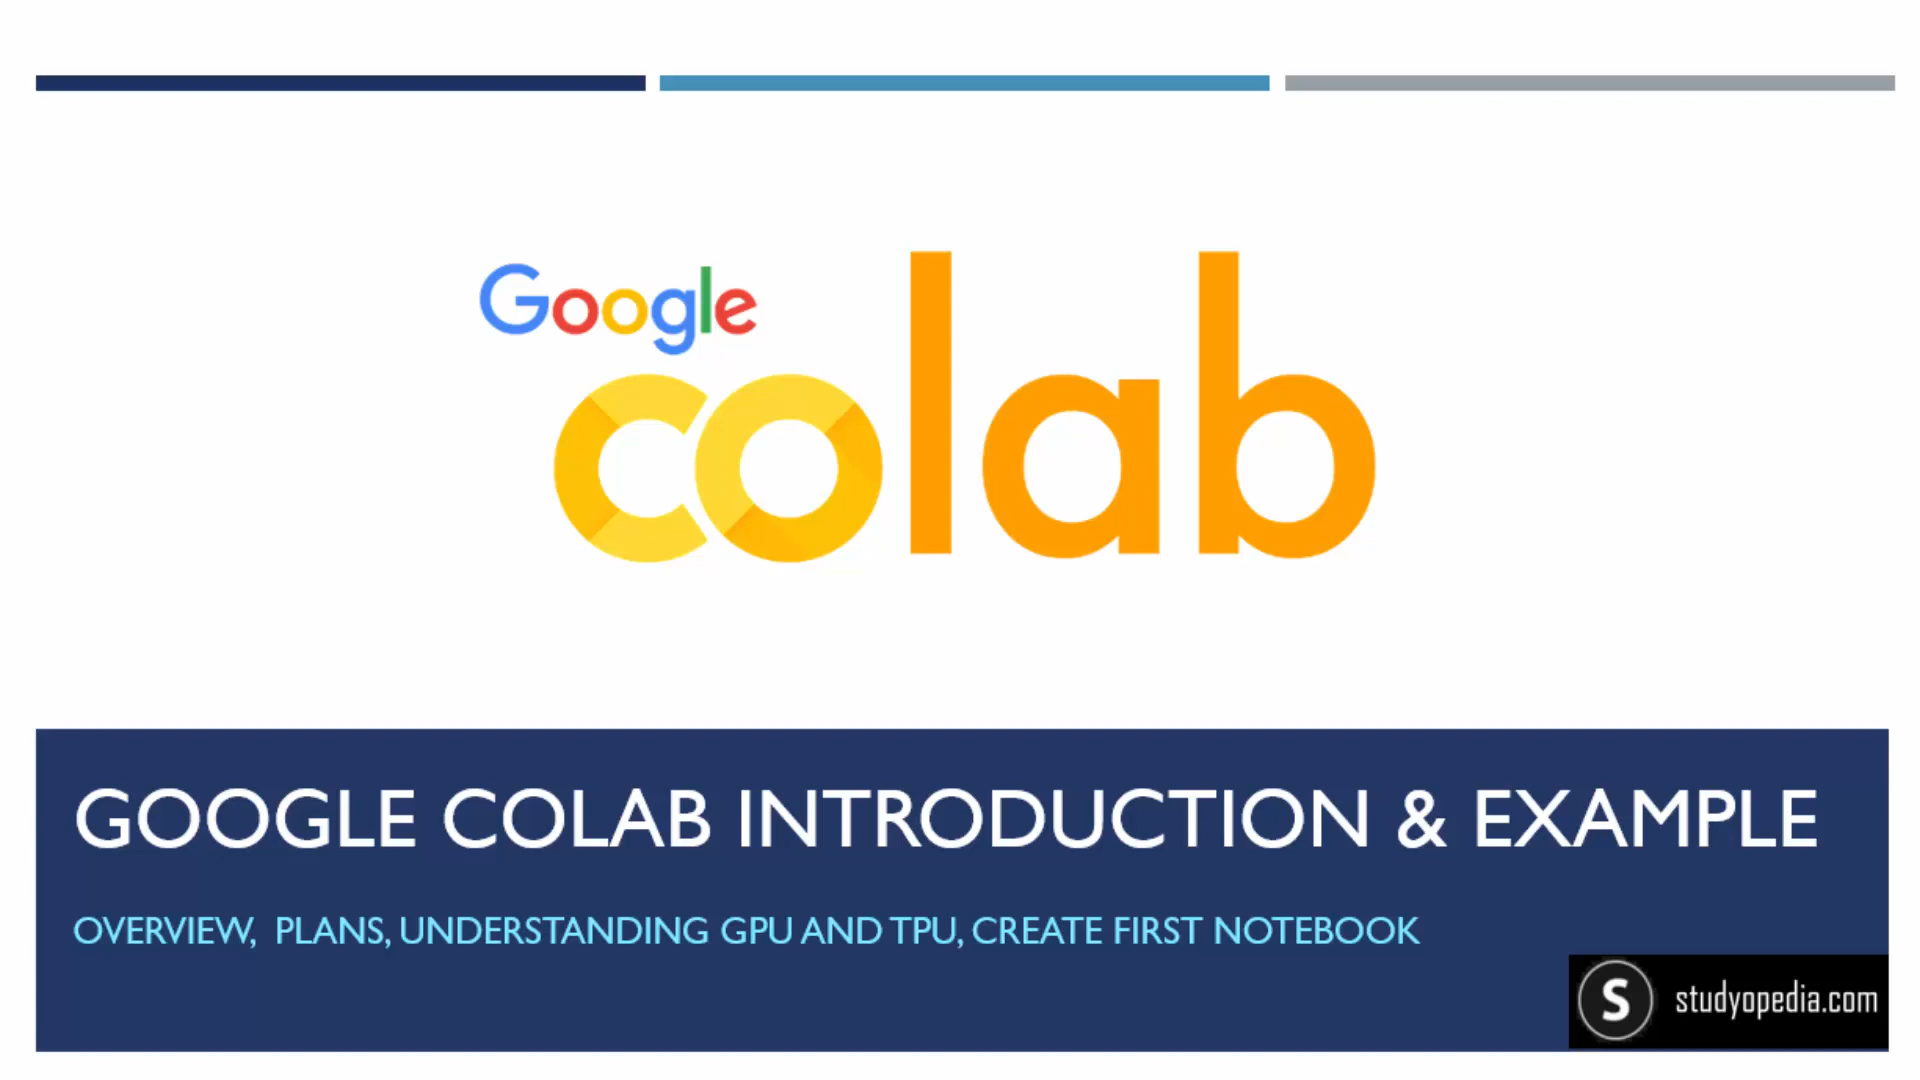 Google
colab
GOOGLE COLAB INTRODUCTION & EXAMPLE
OVERVIEW, PLANS, UNDERSTANDING GPU AND TPU, CREATE FIRST NOTEBOOK
S studyopedia.com